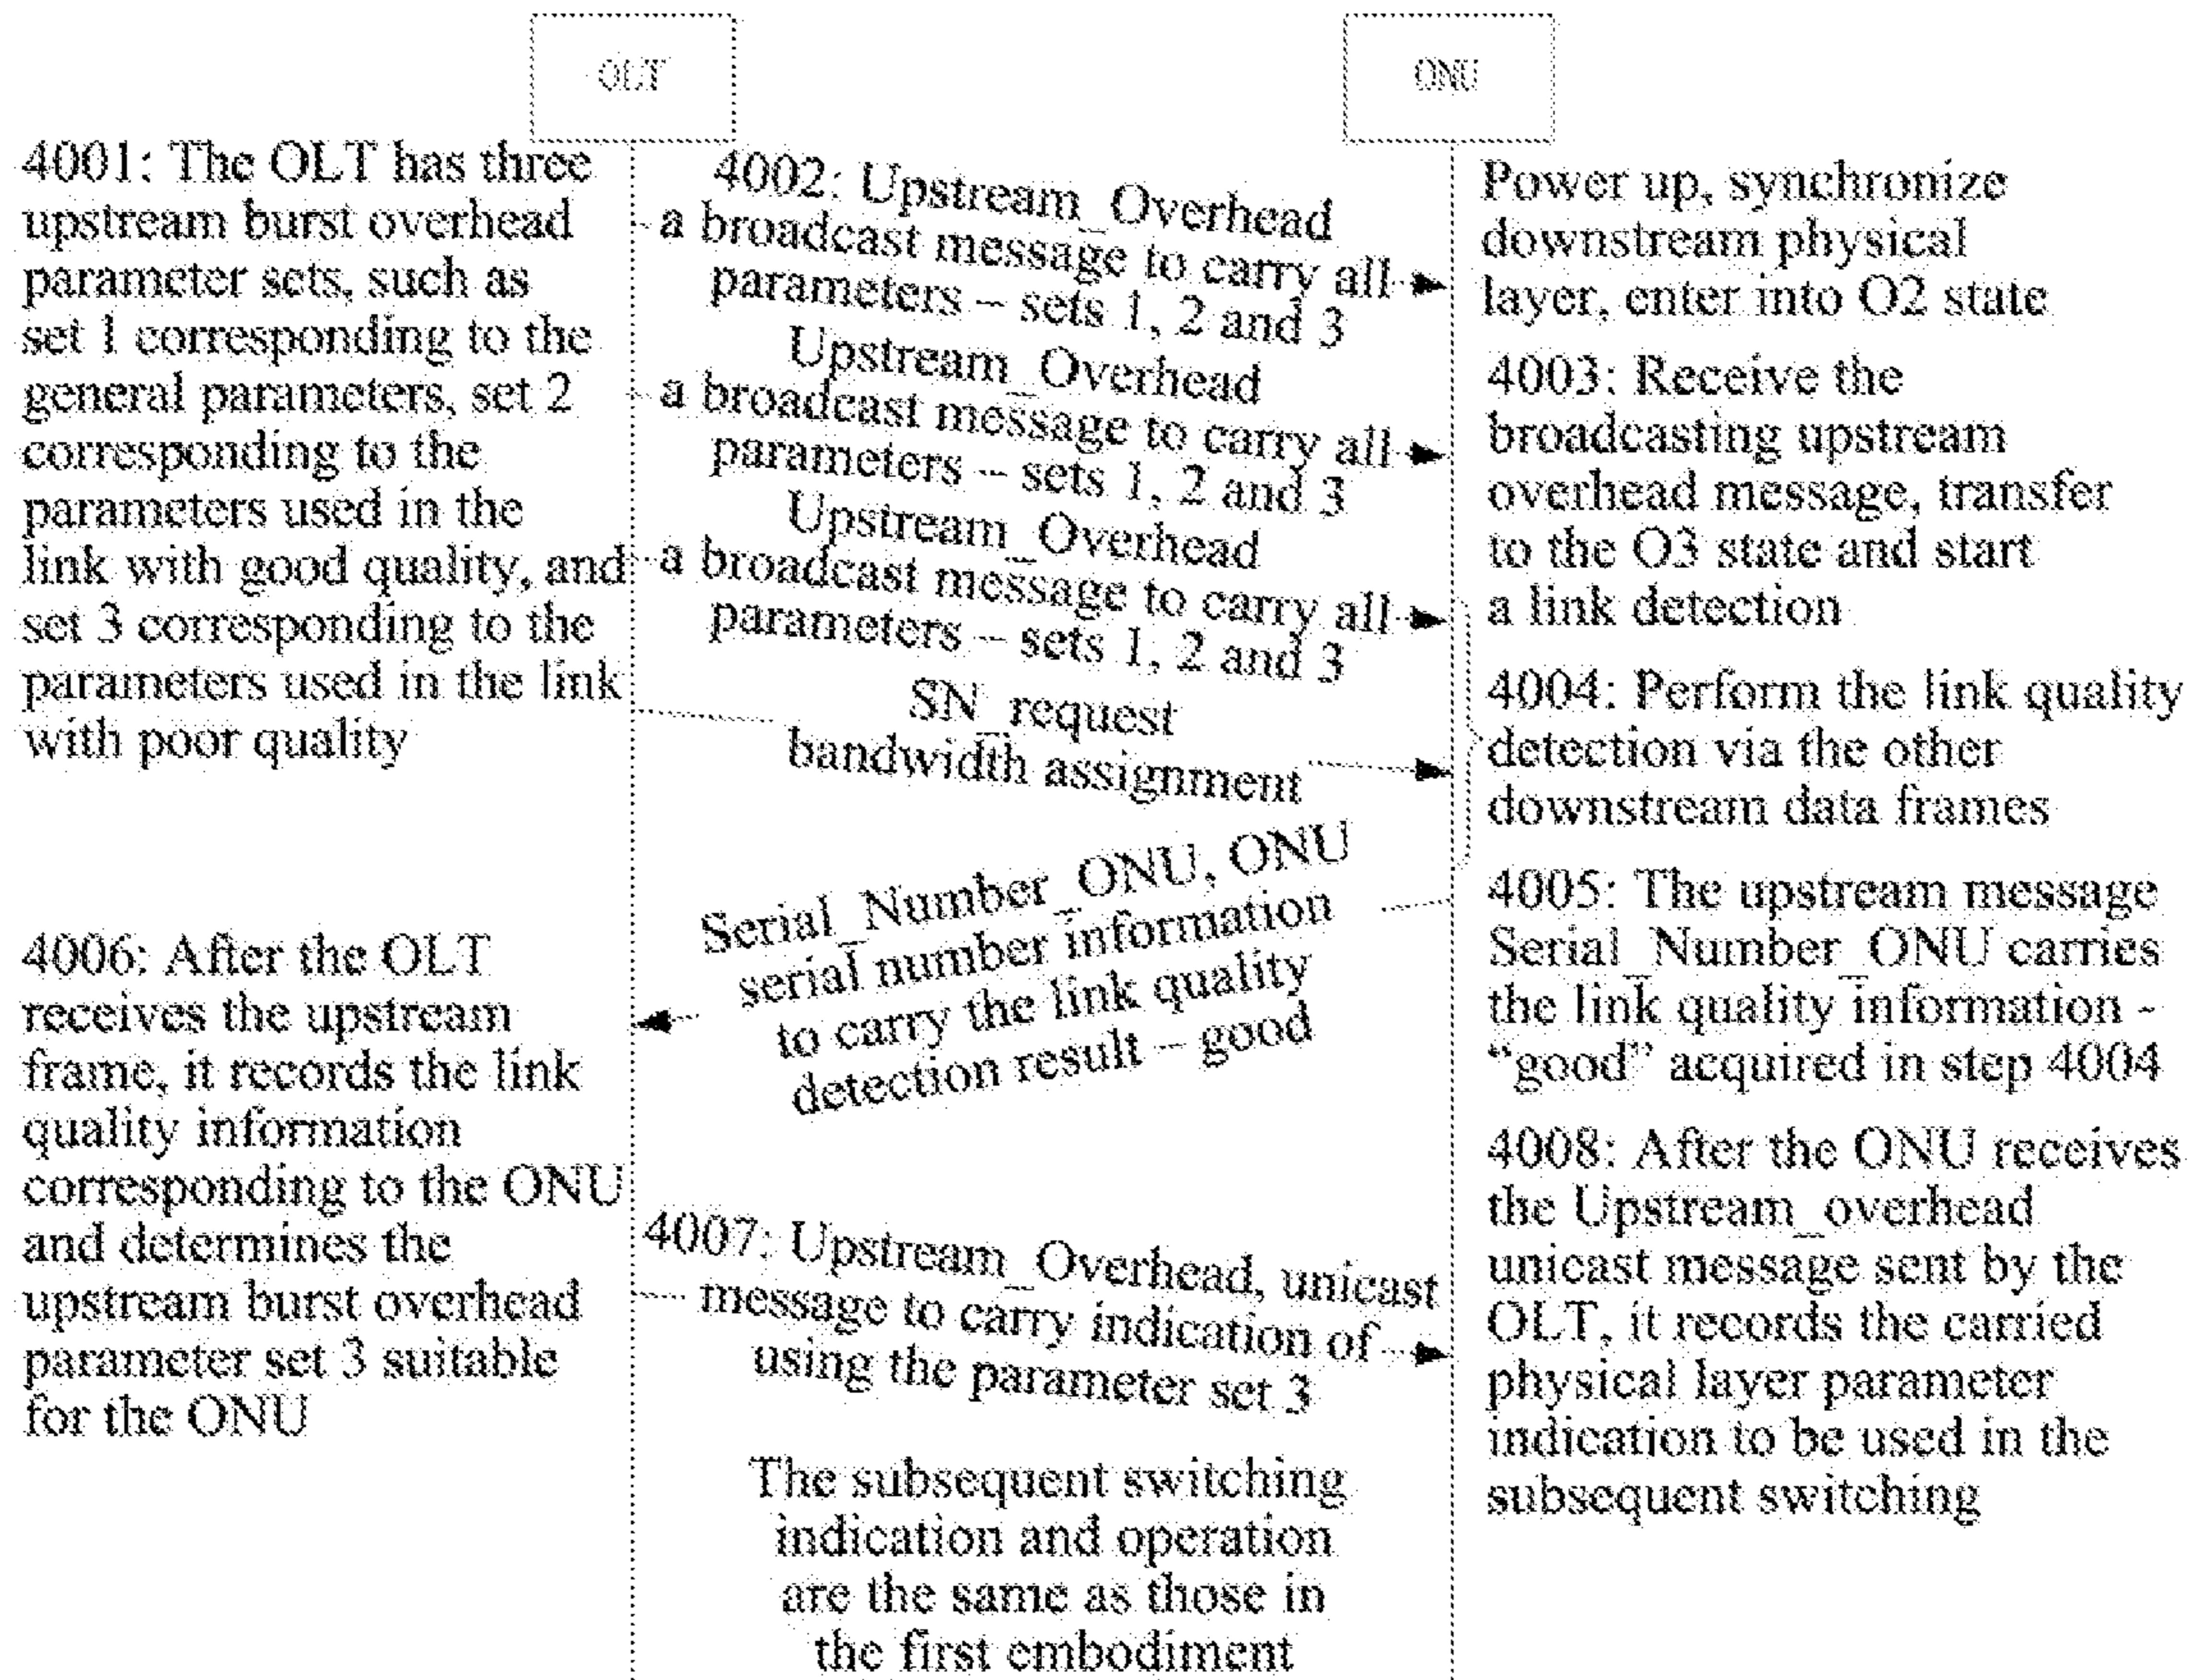 OLT
ONU
4001: The OLT has three
upstream burst overhead
parameter sets, such as
set 1 corresponding to the
general parameters, set 2
corresponding to the
parameters used in the
link with good quality, and
set 3 corresponding to the
parameters used in the link
with poor quality
4002: Upstream_Overhead
a broadcast message to carry all
parameters – sets 1, 2 and 3
Upstream_Overhead
a broadcast message to carry all
parameters – sets 1, 2 and 3
Upstream_Overhead
a broadcast message to carry all
parameters – sets 1, 2 and 3
SN_request
bandwidth assignment
Power up, synchronize
downstream physical
layer, enter into O2 state
4003: Receive the
broadcasting upstream
overhead message, transfer
to the O3 state and start
a link detection
4004: Perform the link quality
detection via the other
downstream data frames
Serial_Number_ONU, ONU
serial number information
to carry the link quality
detection result – good
4005: The upstream message
Serial_Number_ONU carries
the link quality information -
“good” acquired in step 4004
4006: After the OLT
receives the upstream
frame, it records the link
quality information
corresponding to the ONU
and determines the
upstream burst overhead
parameter set 3 suitable
for the ONU
4007: Upstream_Overhead, unicast
message to carry indication of
using the parameter set 3
4008: After the ONU receives
the Upstream_overhead
unicast message sent by the
OLT, it records the carried
physical layer parameter
indication to be used in the
subsequent switching
The subsequent switching
indication and operation
are the same as those in
the first embodiment